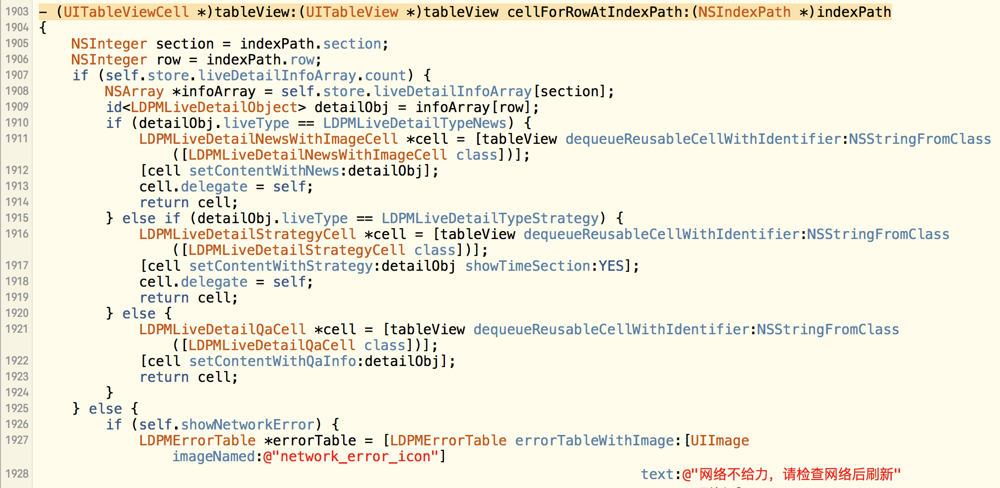 1903 - (UITableViewCell *)tableView:(UITableView *)tableView cellForRowAtIndexPath:(NSIndexPath *)indexPath
1904 {
1905     NSInteger section = indexPath.section;
1906     NSInteger row = indexPath.row;
1907     if (self.store.liveDetailInfoArray.count) {
1908         NSArray *infoArray = self.store.liveDetailInfoArray[section];
1909         id<LDPMLiveDetailObject> detailObj = infoArray[row];
1910         if (detailObj.liveType == LDPMLiveDetailTypeNews) {
1911             LDPMLiveDetailNewsWithImageCell *cell = [tableView dequeueReusableCellWithIdentifier:NSStringFromClass
                 ([LDPMLiveDetailNewsWithImageCell class])];
1912             [cell setContentWithNews:detailObj];
1913             cell.delegate = self;
1914             return cell;
1915         } else if (detailObj.liveType == LDPMLiveDetailTypeStrategy) {
1916             LDPMLiveDetailStrategyCell *cell = [tableView dequeueReusableCellWithIdentifier:NSStringFromClass
                 ([LDPMLiveDetailStrategyCell class])];
1917             [cell setContentWithStrategy:detailObj showTimeSection:YES];
1918             cell.delegate = self;
1919             return cell;
1920         } else {
1921             LDPMLiveDetailQaCell *cell = [tableView dequeueReusableCellWithIdentifier:NSStringFromClass
                 ([LDPMLiveDetailQaCell class])];
1922             [cell setContentWithQaInfo:detailObj];
1923             return cell;
1924         }
1925     } else {
1926         if (self.showNetworkError) {
1927             LDPMErrorTable *errorTable = [LDPMErrorTable errorTableWithImage:[UIImage
                 imageNamed:@"network_error_icon"]
1928                                                                          text:@"网络不给力，请检查网络后刷新"